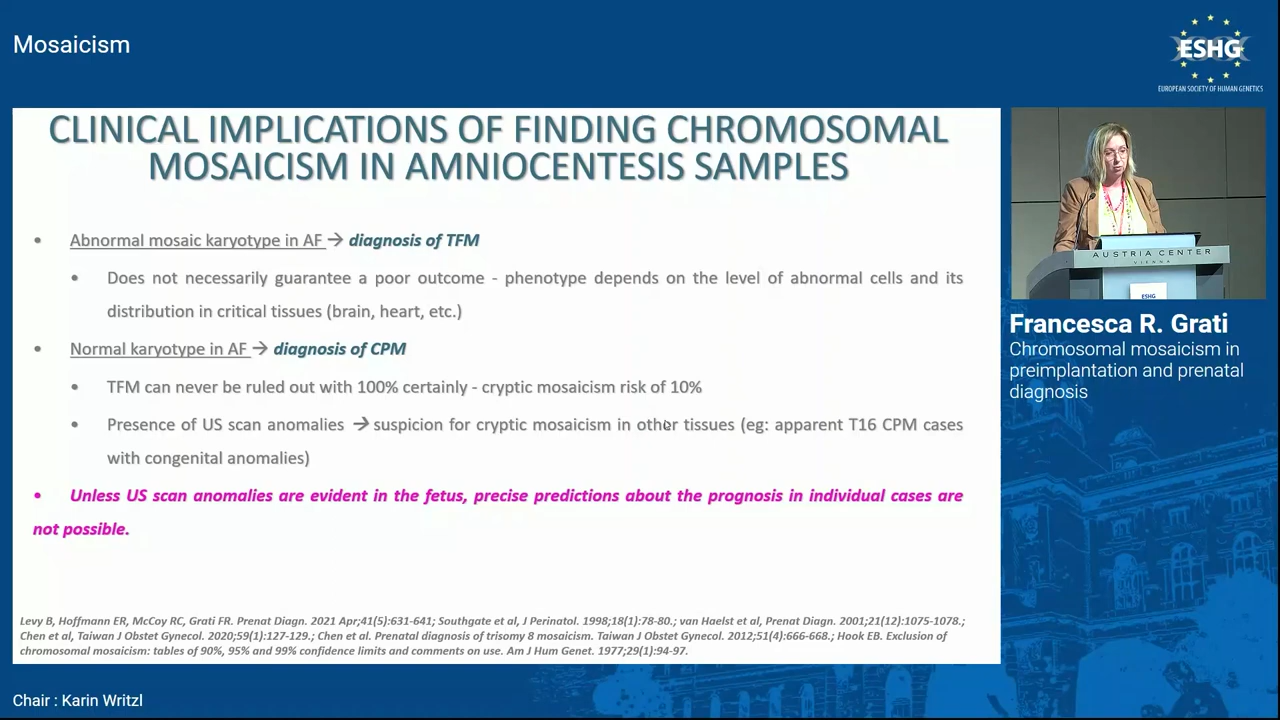 Mosaicism
ESHG
EUROPEAN SOCIETY OF HUMAN GENETICS
CLINICAL IMPLICATIONS OF FINDING CHROMOSOMAL
MOSAICISM IN AMNIOCENTESIS SAMPLES
• Abnormal mosaic karyotype in AF → diagnosis of TFM
• Does not necessarily guarantee a poor outcome - phenotype depends on the level of abnormal cells and its
distribution in critical tissues (brain, heart, etc.)
• Normal karyotype in AF → diagnosis of CPM
• TFM can never be ruled out with 100% certainly - cryptic mosaicism risk of 10%
• Presence of US scan anomalies → suspicion for cryptic mosaicism in other tissues (eg: apparent T16 CPM cases
with congenital anomalies)
• Unless US scan anomalies are evident in the fetus, precise predictions about the prognosis in individual cases are
not possible.
Levy B, Hoffmann ER, McCoy RC, Grati FR. Prenat Diagn. 2021 Apr;41(5):631-641; Southgate et al, J Perinatol. 1998;18(1):78-80.; van Haelst et al, Prenat Diagn. 2001;21(12):1075-1078.;
Chen et al, Taiwan J Obstet Gynecol. 2020;59(1):127-129.; Chen et al. Prenatal diagnosis of trisomy 8 mosaicism. Taiwan J Obstet Gynecol. 2012;51(4):666-668.; Hook EB. Exclusion of
chromosomal mosaicism: tables of 90%, 95% and 99% confidence limits and comments on use. Am J Hum Genet. 1977;29(1):94-97.
AUSTRIA CENTER
VIENNA
ESHG
Francesca R. Grati
Chromosomal mosaicism in
preimplantation and prenatal
diagnosis
Chair : Karin Writzl